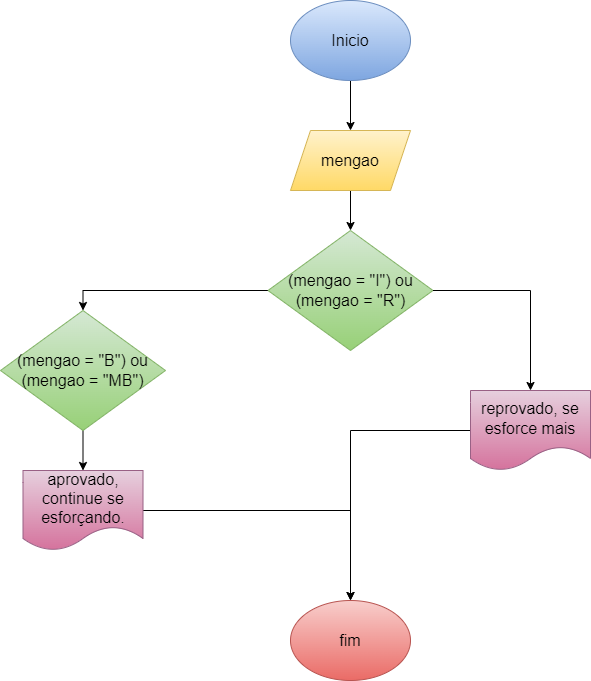 Inicio
mengao
(mengao = "I") ou
(mengao = "R")
(mengao = "B") ou
(mengao = "MB")
reprovado, se
esforce mais
aprovado,
continue se
esforçando.
fim